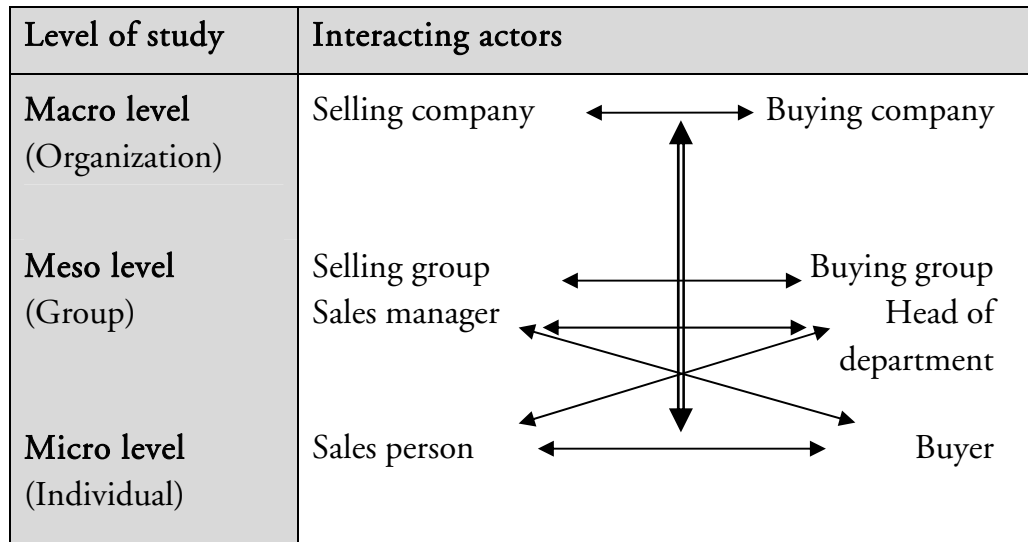 Level of study Interacting actors
Macro level Selling company Buying company
(Organization)
Meso level Selling group Buying group
(Group) Sales manager Head of
department
Micro level Sales person Buyer
(Individual)